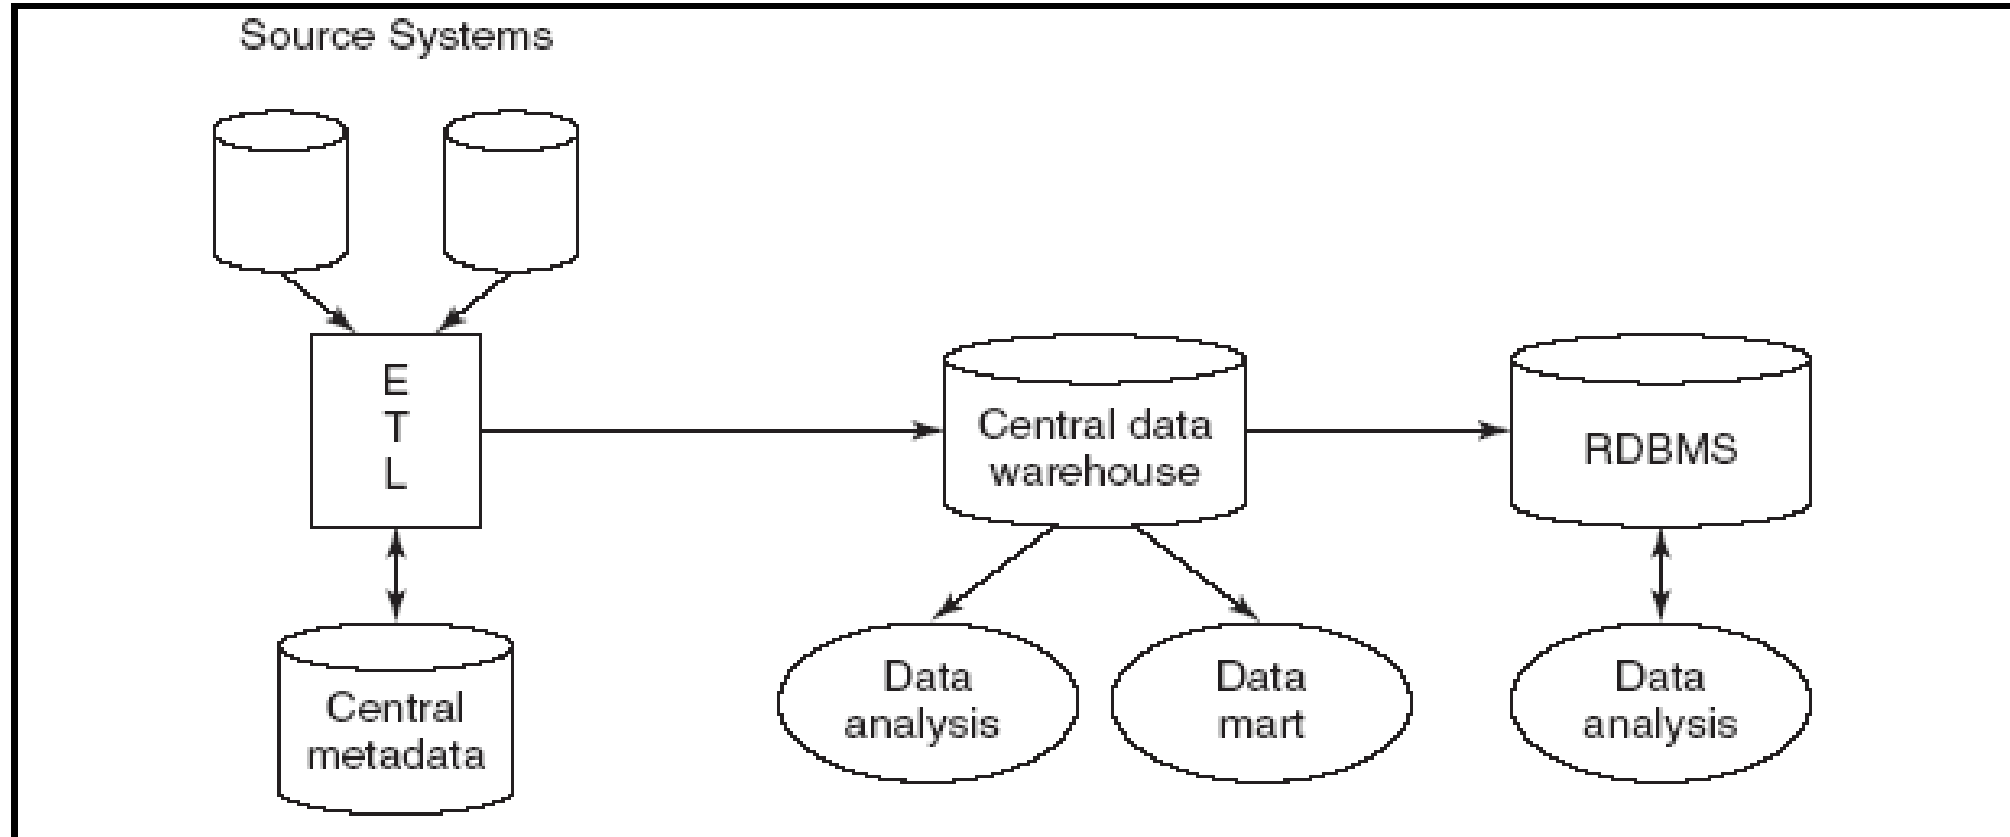 Source Systems
E
T
L
Central data
warehouse
RDBMS
Central
metadata
Data
analysis
Data
mart
Data
analysis